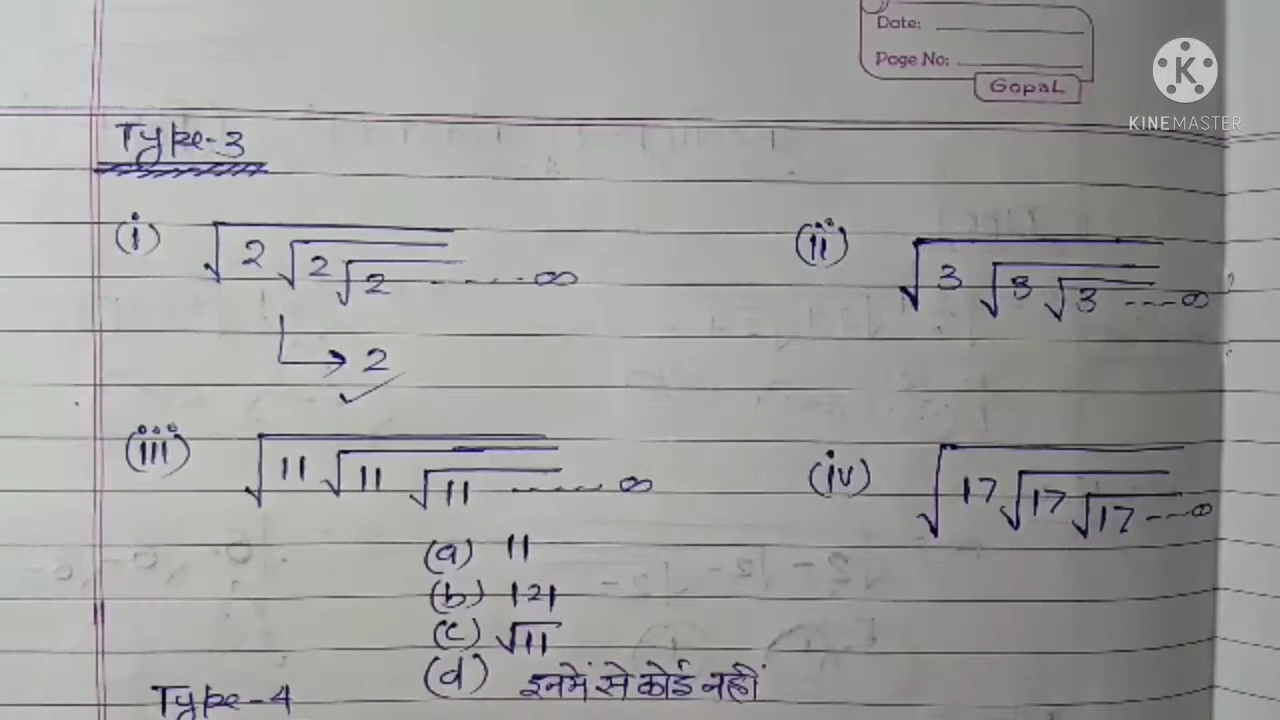 Date:
Page No:
GopaL
KINEMASTER
Type-3
(i) √2√2√2 ------∞
(ii) √3√3√3 ----∞
→ 2
(iii) √11√11√11 ------ ∞
(iv) √17√17√17 ---∞
(a) 11
(b) 121
(c) √11
(d) इनमें से कोई नहीं
Type-4